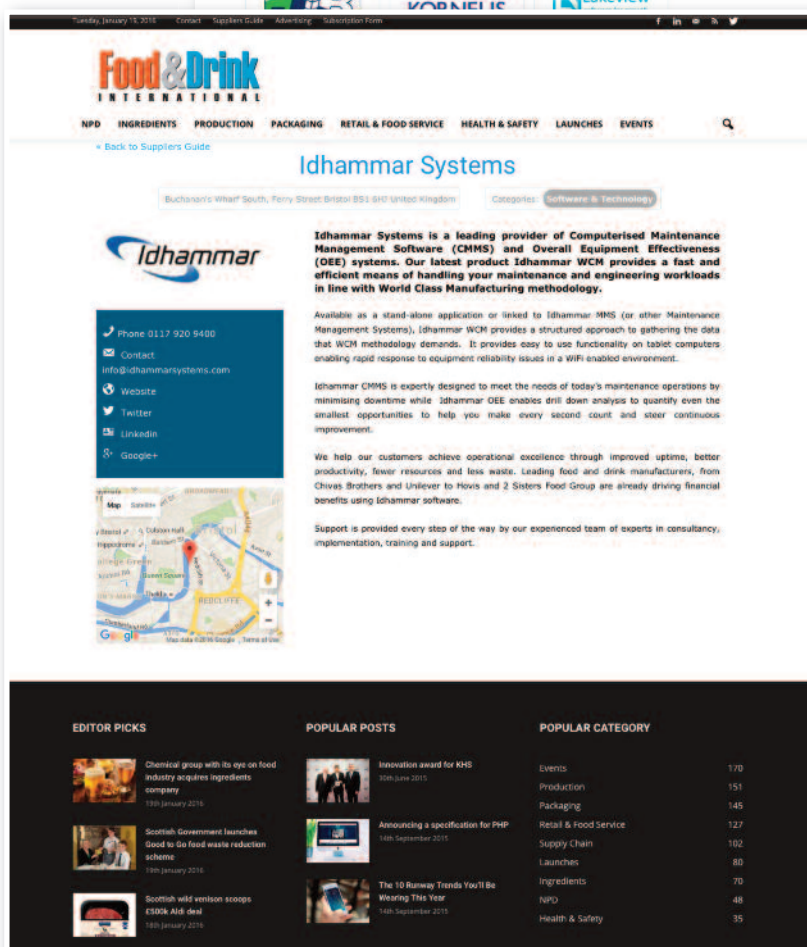 KORNELIS
LAKEVIEW
Tuesday, January 19, 2016 Contact Suppliers Guide Advertising Subscription Form
Food & Drink
INTERNATIONAL
NPD INGREDIENTS PRODUCTION PACKAGING RETAIL & FOOD SERVICE HEALTH & SAFETY LAUNCHES EVENTS
« Back to Suppliers Guide
Idhammar Systems
Buchanan's Wharf South, Ferry Street Bristol BS1 6HJ United Kingdom
Categories: Software & Technology
Idhammar
Idhammar Systems is a leading provider of Computerised Maintenance
Management Software (CMMS) and Overall Equipment Effectiveness
(OEE) systems. Our latest product Idhammar WCM provides a fast and
efficient means of handling your maintenance and engineering workloads
in line with World Class Manufacturing methodology.
Available as a stand-alone application or linked to Idhammar MMS (or other Maintenance
Management Systems), Idhammar WCM provides a structured approach to gathering the data
that WCM methodology demands. It provides easy to use functionality on tablet computers
enabling rapid response to equipment reliability issues in a WiFi enabled environment.
Idhammar CMMS is expertly designed to meet the needs of today's maintenance operations by
minimising downtime while Idhammar OEE enables drill down analysis to quantify even the
smallest opportunities to help you make every second count and steer continuous
improvement.
We help our customers achieve operational excellence through improved uptime, better
productivity, fewer resources and less waste. Leading food and drink manufacturers, from
Chivas Brothers and Unilever to Hovis and 2 Sisters Food Group are already driving financial
benefits using Idhammar software.
Support is provided every step of the way by our experienced team of experts in consultancy,
implementation, training and support.
Phone 0117 920 9400
Contact
info@idhammarsystems.com
Website
Twitter
Linkedin
Google+
Map Satellite
Colston Hall
Hippodrome
College Green
Queen Square
REDCLIFFE
Google
Map data ©2016 Google Terms of Use
EDITOR PICKS
Chemical group with its eye on food
industry acquires ingredients
company
19th January 2016
Scottish Government launches
Good to Go food waste reduction
scheme
19th January 2016
Scottish wild venison scoops
£500k Aldi deal
18th January 2016
POPULAR POSTS
Innovation award for KHS
30th June 2015
Announcing a specification for PHP
14th September 2015
The 10 Runway Trends You'll Be
Wearing This Year
14th September 2015
POPULAR CATEGORY
Events 170
Production 151
Packaging 145
Retail & Food Service 127
Supply Chain 102
Launches 80
Ingredients 70
NPD 48
Health & Safety 35